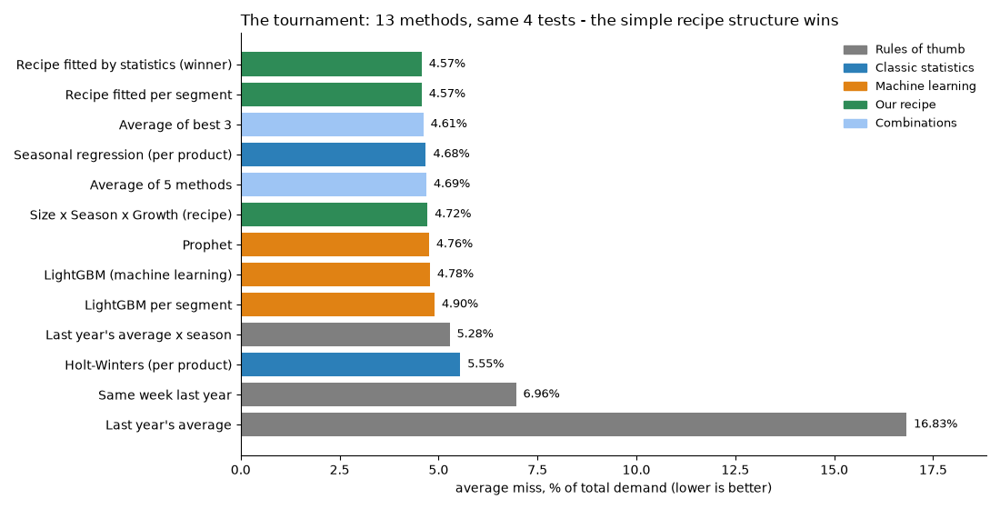 The tournament: 13 methods, same 4 tests - the simple recipe structure wins
Recipe fitted by statistics (winner) 4.57%
Recipe fitted per segment 4.57%
Average of best 3 4.61%
Seasonal regression (per product) 4.68%
Average of 5 methods 4.69%
Size x Season x Growth (recipe) 4.72%
Prophet 4.76%
LightGBM (machine learning) 4.78%
LightGBM per segment 4.90%
Last year's average x season 5.28%
Holt-Winters (per product) 5.55%
Same week last year 6.96%
Last year's average 16.83%
Rules of thumb
Classic statistics
Machine learning
Our recipe
Combinations
0.0 2.5 5.0 7.5 10.0 12.5 15.0 17.5
average miss, % of total demand (lower is better)